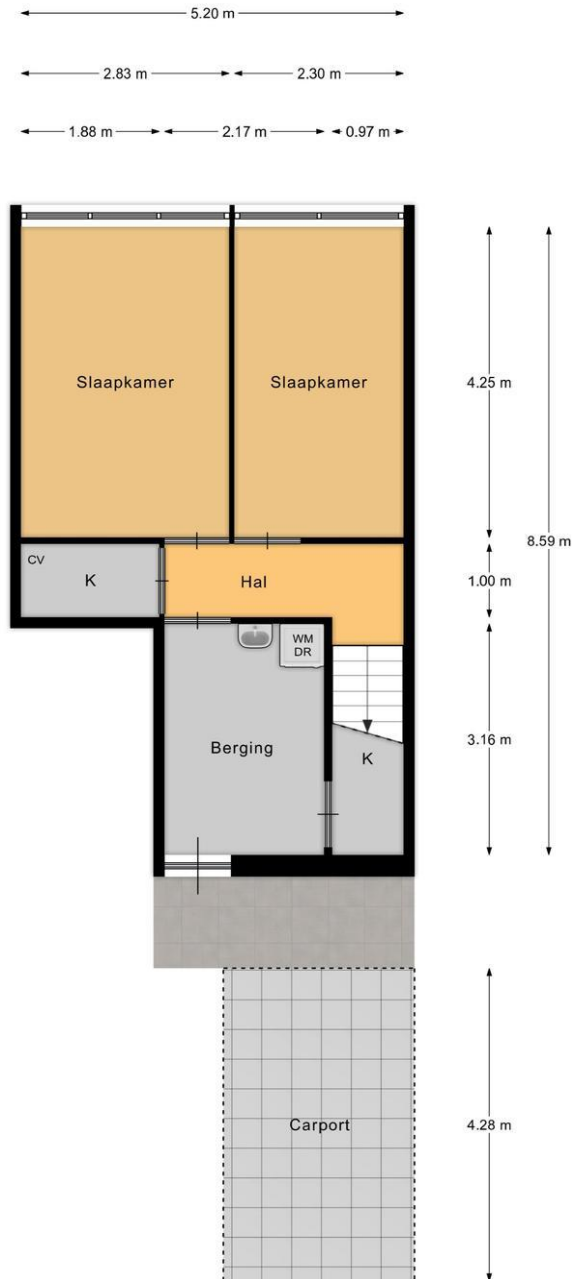 5.20 m
2.83 m
2.30 m
1.88 m
2.17 m
0.97 m
Slaapkamer
Slaapkamer
4.25 m
8.59 m
CV
K
Hal
1.00 m
WM
DR
Berging
3.16 m
K
Carport
4.28 m